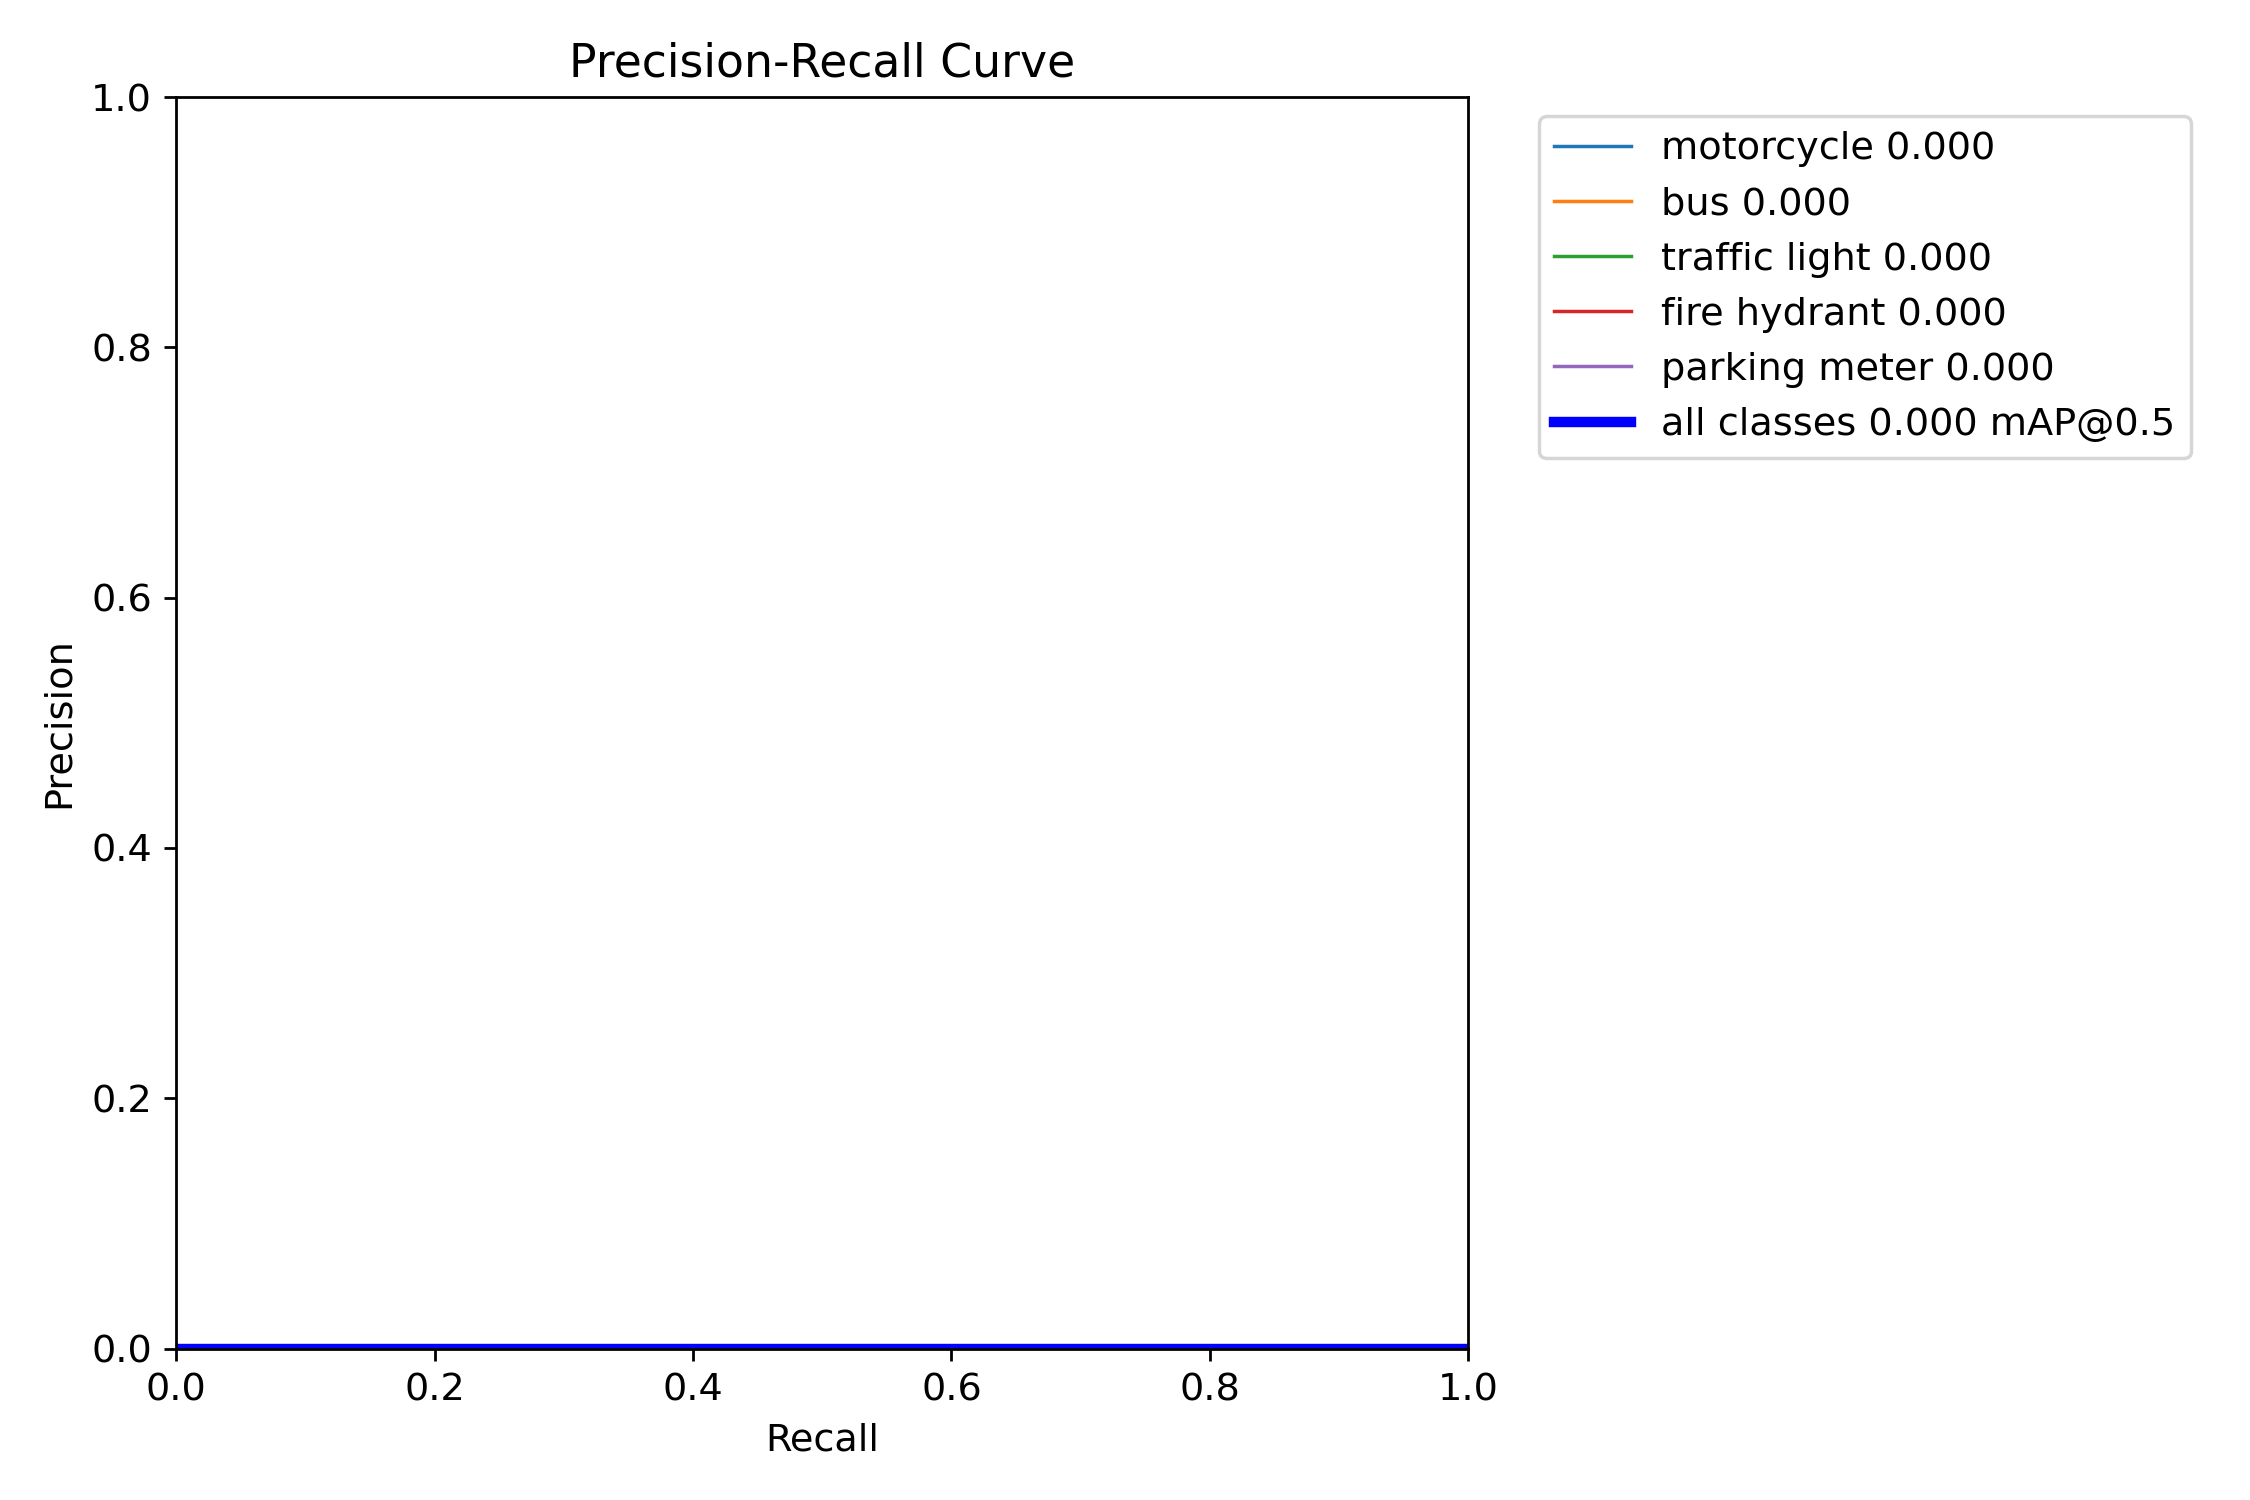 Precision-Recall Curve
1.0
0.8
0.6
0.4
0.2
0.0
Precision
0.0 0.2 0.4 0.6 0.8 1.0
Recall
motorcycle 0.000
bus 0.000
traffic light 0.000
fire hydrant 0.000
parking meter 0.000
all classes 0.000 mAP@0.5